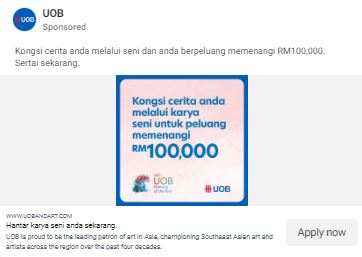 UOB
Sponsored
UOB
Kongsi cerita anda melalui seni dan anda berpeluang memenangi RM100,000.
Sertai sekarang.
Kongsi cerita anda
melalui karya
seni untuk peluang
memenangi
RM100,000
UOB
Painting
of the Year
UOB
WWW.UOBANDART.COM
Hantar karya seni anda sekarang.
UOB is proud to be the leading patron of art in Asia, championing Southeast Asian art and
artists across the region over the past four decades.
Apply now